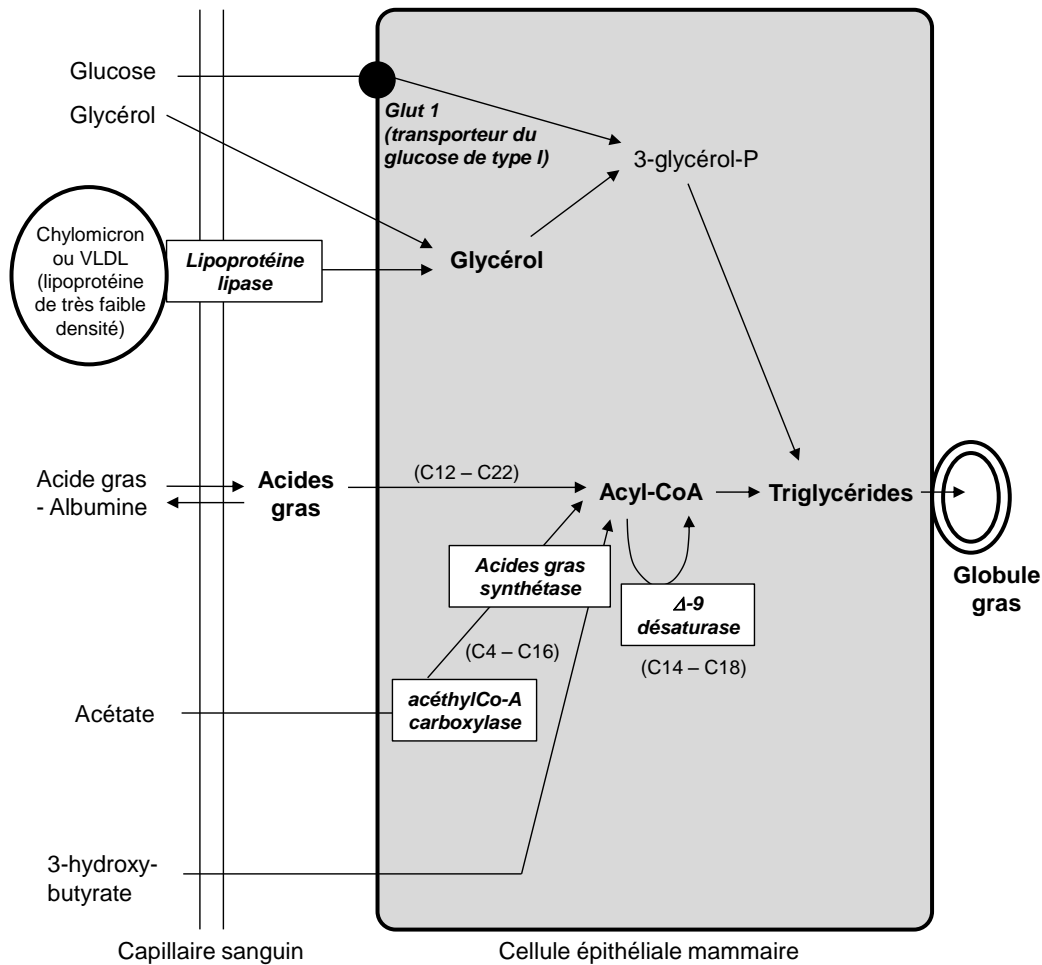 Glucose
Glycérol
Glut 1
(transporteur du
glucose de type I)
3-glycérol-P
Chylomicron
ou VLDL
(lipoprotéine
de très faible
densité)
Lipoprotéine
lipase
Glycérol
Acide gras
- Albumine
Acides
gras
(C12 – C22)
Acyl-CoA
Triglycérides
Globule
gras
Acides gras
synthétase
Δ-9
désaturase
(C4 – C16)
(C14 – C18)
Acétate
acéthylCo-A
carboxylase
3-hydroxy-
butyrate
Capillaire sanguin
Cellule épithéliale mammaire